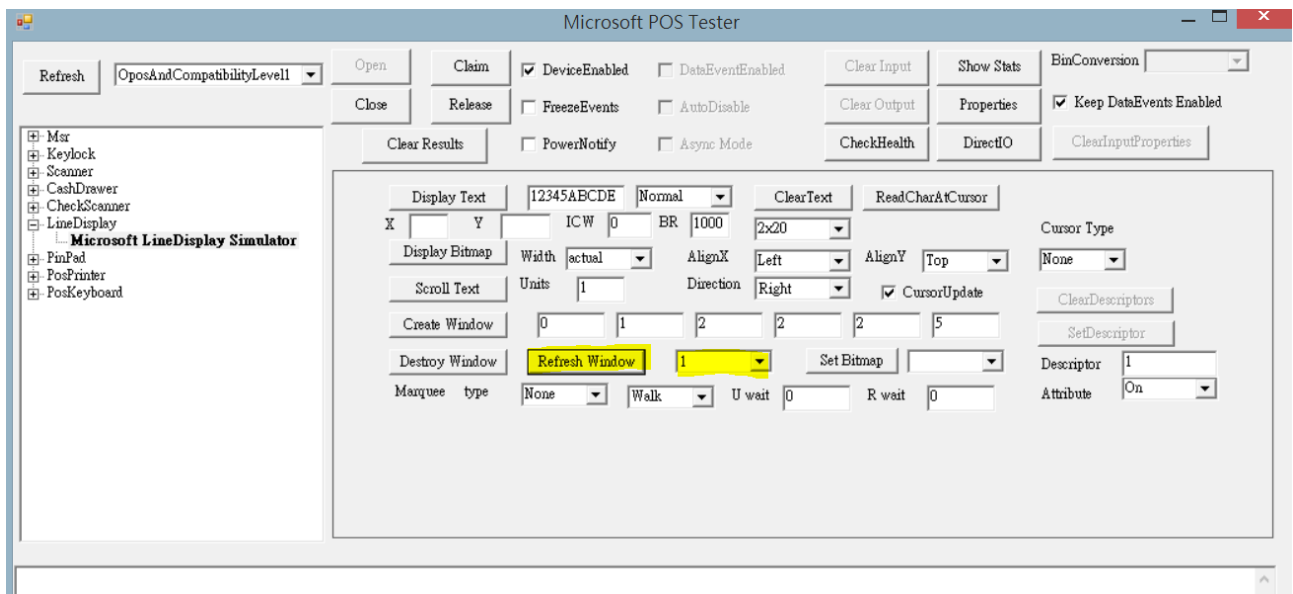 Microsoft POS Tester
Refresh OposAndCompatibilityLevel1 Open Claim DeviceEnabled DataEventEnabled Clear Input Show Stats BinConversion
Close Release FreezeEvents AutoDisable Clear Output Properties Keep DataEvents Enabled
Clear Results PowerNotify Async Mode CheckHealth DirectIO ClearInputProperties
Msr
Keylock
Scanner
CashDrawer
CheckScanner
LineDisplay
Microsoft LineDisplay Simulator
PinPad
PosPrinter
PosKeyboard
Display Text 12345ABCDE Normal ClearText ReadCharAtCursor
X Y ICW 0 BR 1000 2x20 Cursor Type
Display Bitmap Width actual AlignX Left AlignY Top None
Scroll Text Units 1 Direction Right CursorUpdate ClearDescriptors
Create Window 0 1 2 2 2 5 SetDescriptor
Destroy Window Refresh Window 1 Set Bitmap Descriptor 1
Marquee type None Walk U wait 0 R wait 0 Attribute On